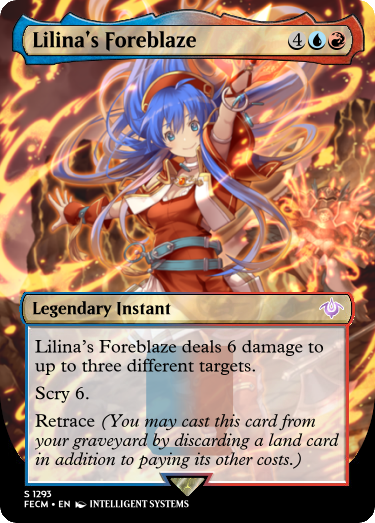 Lilina's Foreblaze 4
Legendary Instant
Lilina's Foreblaze deals 6 damage to
up to three different targets.
Scry 6.
Retrace (You may cast this card from
your graveyard by discarding a land card
in addition to paying its other costs.)
S 1293
FECM • EN INTELLIGENT SYSTEMS